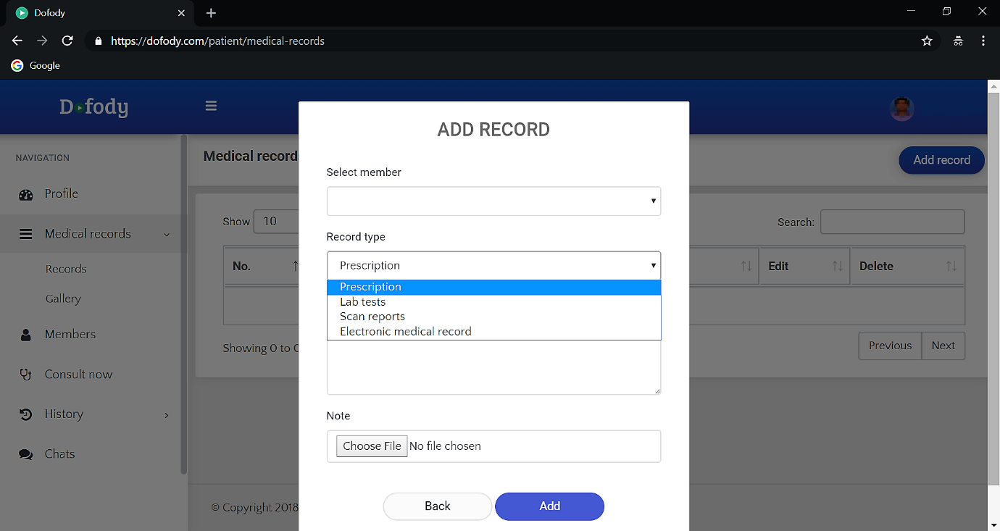 Dofody
https://dofody.com/patient/medical-records
Google
Dofody
ADD RECORD
NAVIGATION
Medical record
Add record
Select member
Profile
Show 10
Search:
Medical records
Record type
No.
Prescription
Edit
Delete
Records
Prescription
Gallery
Lab tests
Scan reports
Electronic medical record
Members
Showing 0 to 0
Previous
Next
Consult now
History
Note
Choose File No file chosen
Chats
Back
Add
© Copyright 2018